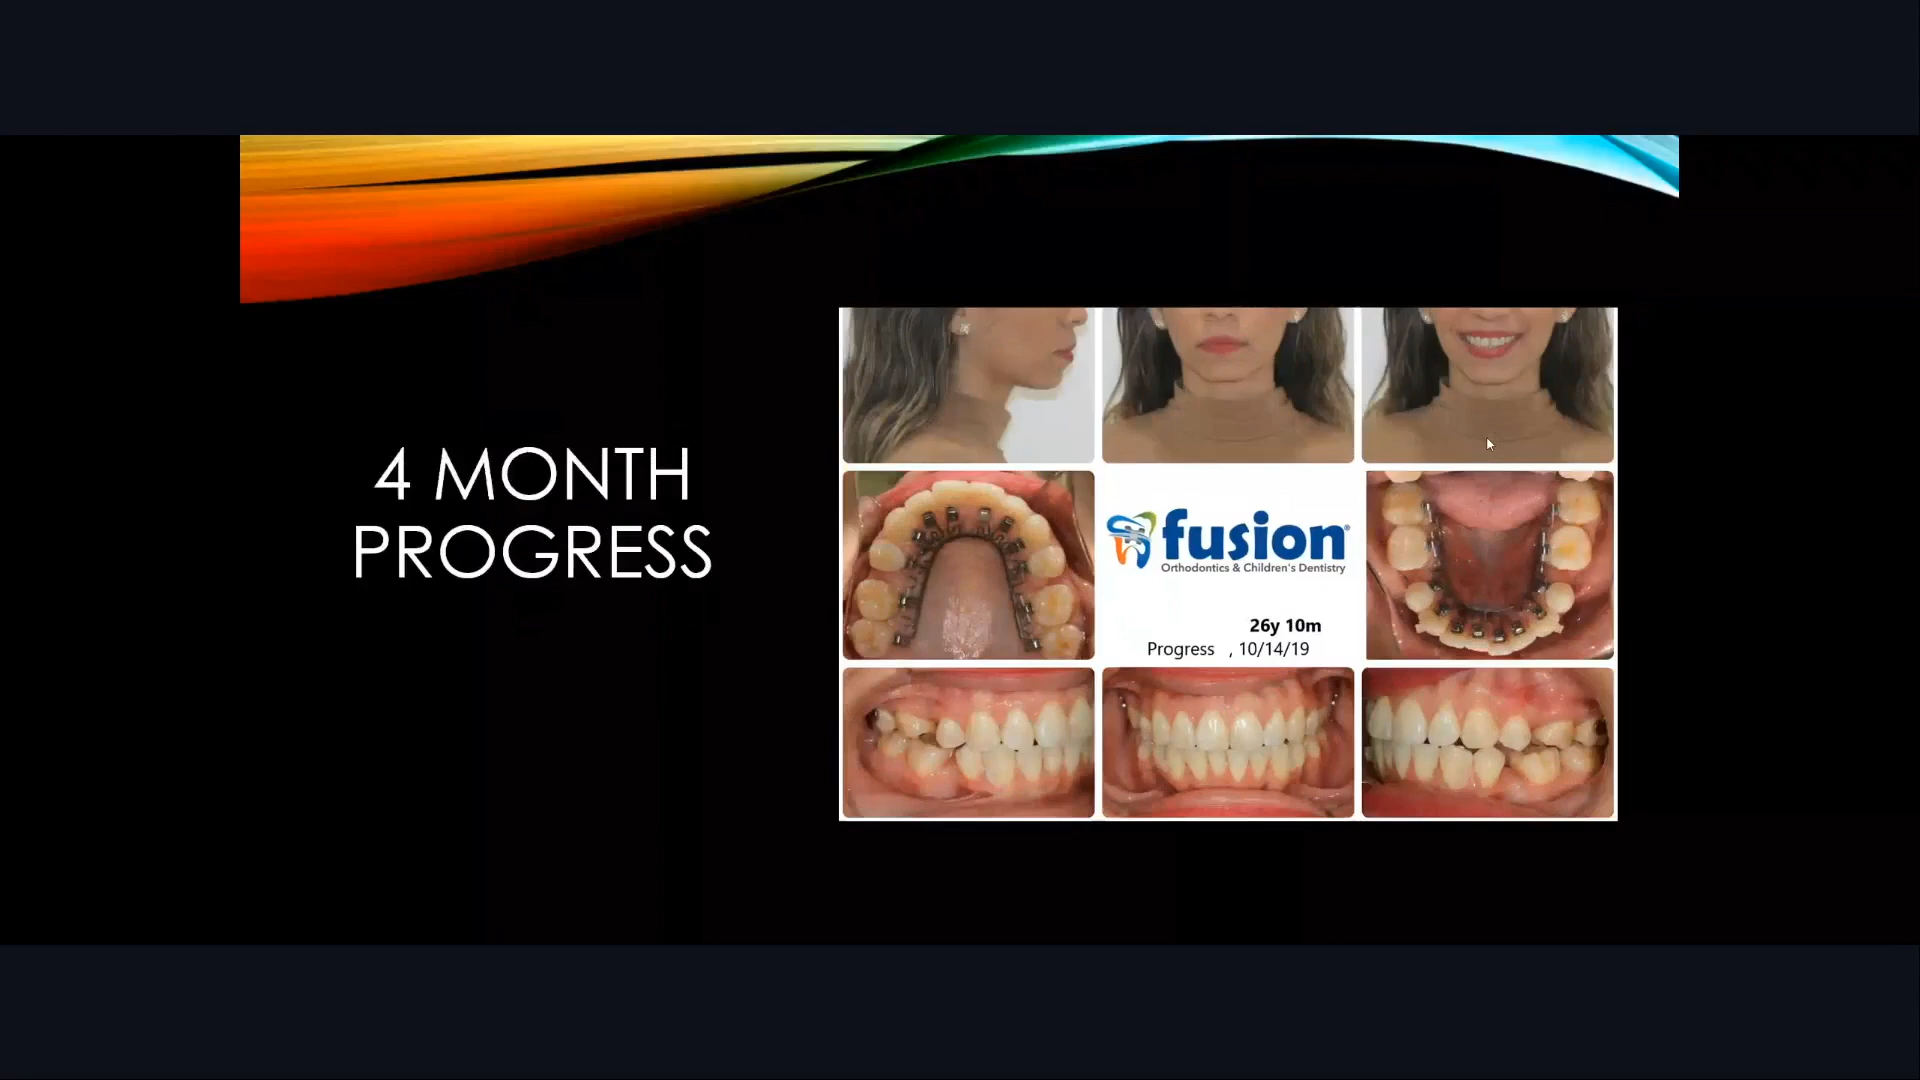 4 MONTH
PROGRESS
fusion®
Orthodontics & Children's Dentistry
26y 10m
Progress , 10/14/19